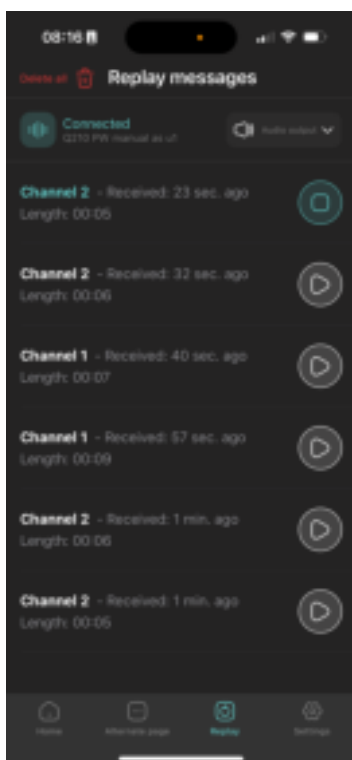 08:16
Delete all Replay messages
Connected
Audio output
Channel 2 - Received: 23 sec. ago
Length: 00:05
Channel 2 - Received: 32 sec. ago
Length: 00:06
Channel 1 - Received: 40 sec. ago
Length: 00:07
Channel 1 - Received: 57 sec. ago
Length: 00:09
Channel 2 - Received: 1 min. ago
Length: 00:06
Channel 2 - Received: 1 min. ago
Length: 00:05
Home Alternate page Replay Settings